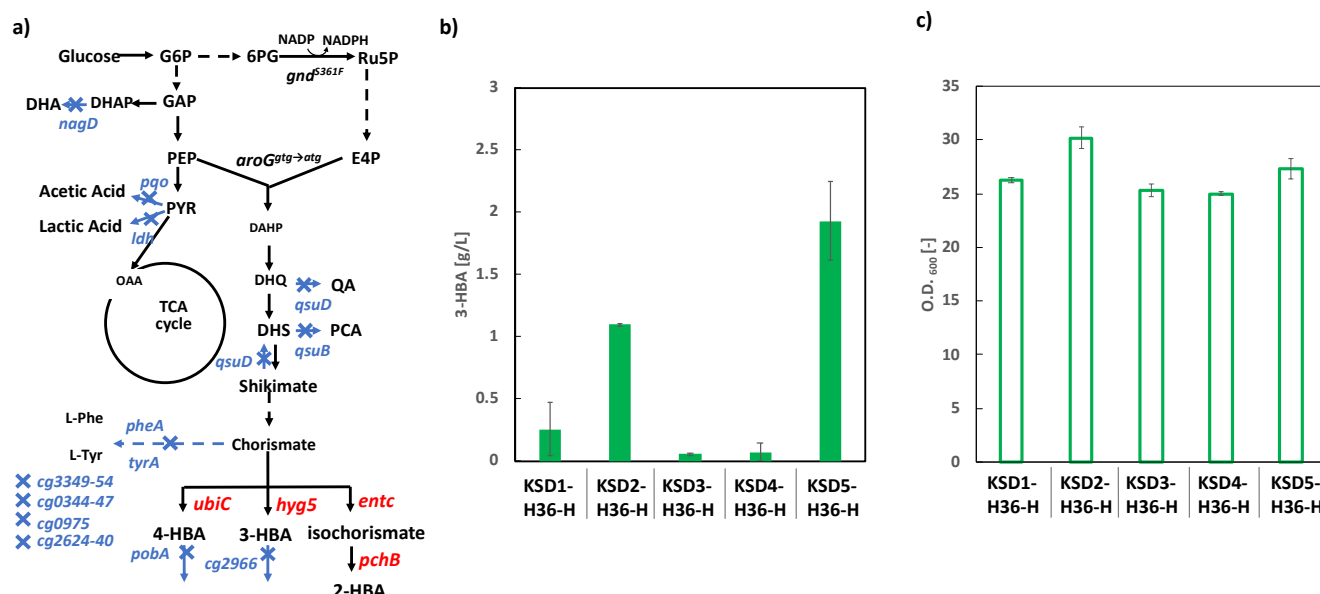 a)
Glucose G6P 6PG NADP NADPH Ru5P
gnd^S361F
DHA DHAP GAP
nagD
PEP aroG^gtg→atg E4P
Acetic Acid pqo
PYR
Lactic Acid ldh
DAHP
OAA
DHQ QA
qsuD
TCA
cycle
DHS PCA
qsuD qsuB
Shikimate
L-Phe pheA Chorismate
L-Tyr tyrA
cg3349-54
cg0344-47
cg0975
cg2624-40
ubiC hyg5 entc
4-HBA 3-HBA isochorismate
pobA cg2966 pchB
2-HBA
b)
3-HBA [g/L]
3
2.5
2
1.5
1
0.5
0
KSD1- KSD2- KSD3- KSD4- KSD5-
H36-H H36-H H36-H H36-H H36-H
c)
O.D. 600 [-]
35
30
25
20
15
10
5
0
KSD1- KSD2- KSD3- KSD4- KSD5-
H36-H H36-H H36-H H36-H H36-H